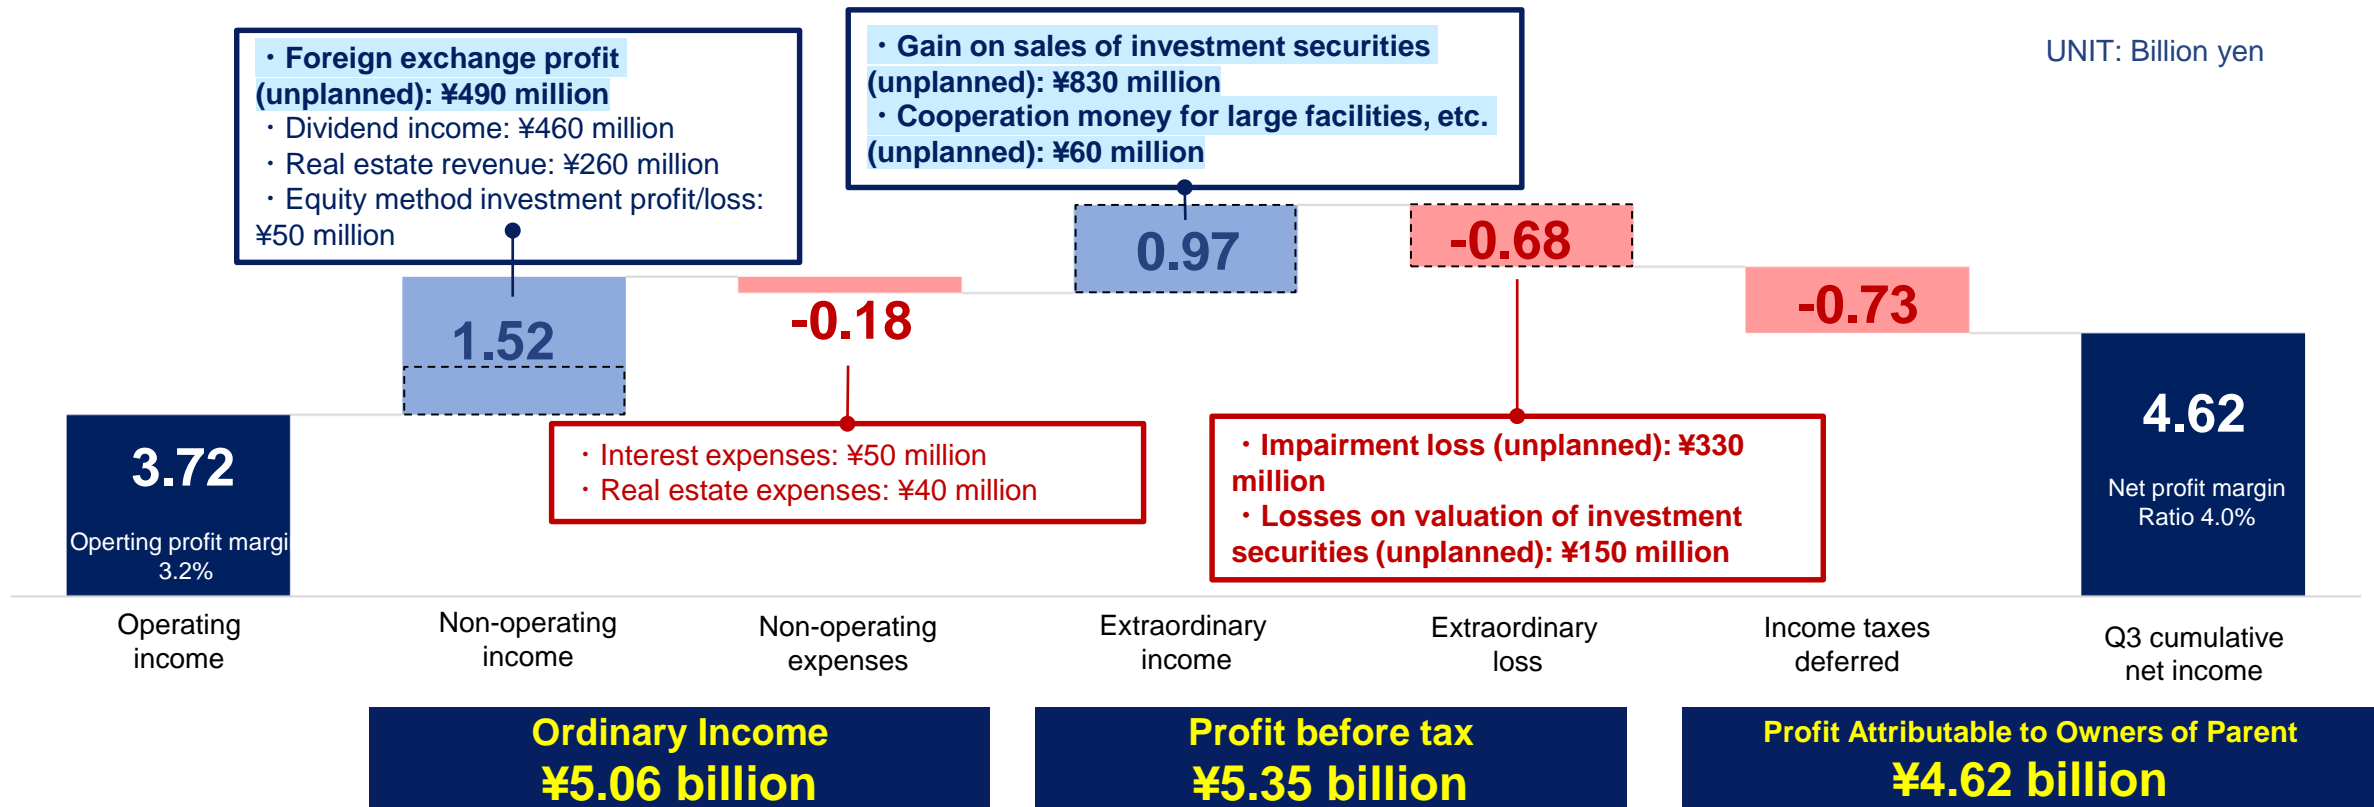 ・Foreign exchange profit
(unplanned): ¥490 million
・Dividend income: ¥460 million
・Real estate revenue: ¥260 million
・Equity method investment profit/loss:
¥50 million
・Gain on sales of investment securities
(unplanned): ¥830 million
・Cooperation money for large facilities, etc.
(unplanned): ¥60 million
UNIT: Billion yen
3.72
Operting profit margi
3.2%
1.52
-0.18
・Interest expenses: ¥50 million
・Real estate expenses: ¥40 million
0.97
-0.68
・Impairment loss (unplanned): ¥330
million
・Losses on valuation of investment
securities (unplanned): ¥150 million
-0.73
4.62
Net profit margin
Ratio 4.0%
Operating
income
Non-operating
income
Non-operating
expenses
Extraordinary
income
Extraordinary
loss
Income taxes
deferred
Q3 cumulative
net income
Ordinary Income
¥5.06 billion
Profit before tax
¥5.35 billion
Profit Attributable to Owners of Parent
¥4.62 billion